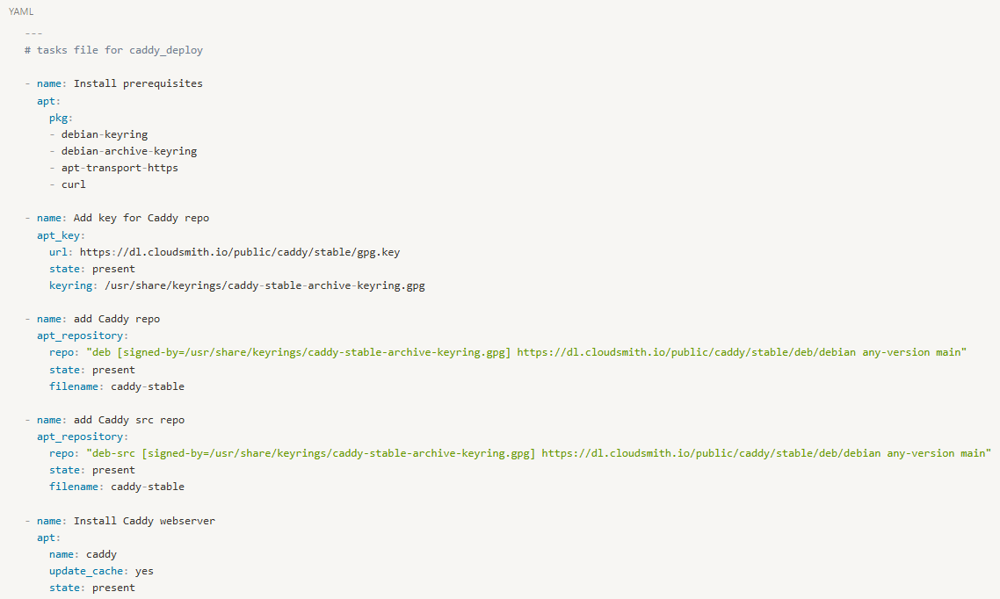 YAML
---
# tasks file for caddy_deploy
- name: Install prerequisites
apt:
pkg:
- debian-keyring
- debian-archive-keyring
- apt-transport-https
- curl
- name: Add key for Caddy repo
apt_key:
url: https://dl.cloudsmith.io/public/caddy/stable/gpg.key
state: present
keyring: /usr/share/keyrings/caddy-stable-archive-keyring.gpg
- name: add Caddy repo
apt_repository:
repo: "deb [signed-by=/usr/share/keyrings/caddy-stable-archive-keyring.gpg] https://dl.cloudsmith.io/public/caddy/stable/deb/debian any-version main"
state: present
filename: caddy-stable
- name: add Caddy src repo
apt_repository:
repo: "deb-src [signed-by=/usr/share/keyrings/caddy-stable-archive-keyring.gpg] https://dl.cloudsmith.io/public/caddy/stable/deb/debian any-version main"
state: present
filename: caddy-stable
- name: Install Caddy webserver
apt:
name: caddy
update_cache: yes
state: present